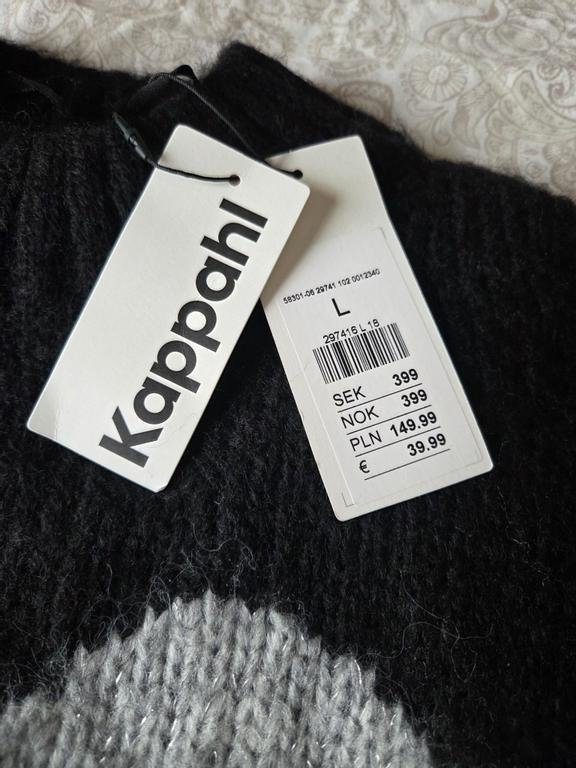 Kappahl
58301-06 29741 102 0012340
L
297416 L 18
SEK 399
NOK 399
PLN 149.99
€ 39.99